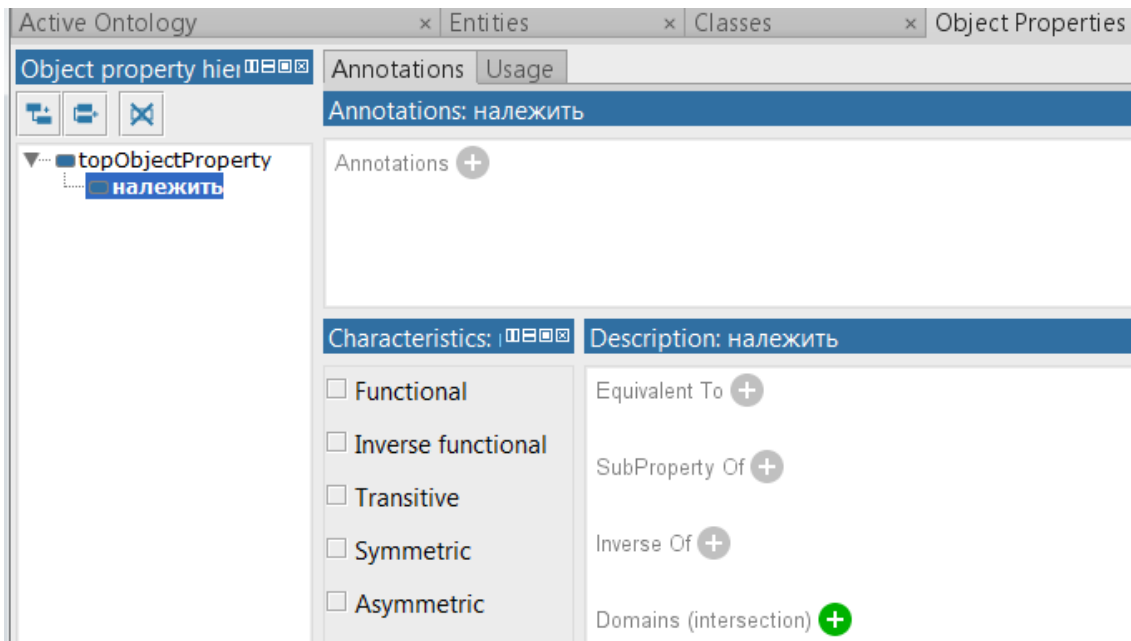 Active Ontology × Entities × Classes × Object Properties
Object property hier
Annotations Usage
Annotations: належить
topObjectProperty
належить
Annotations
Characteristics:
Functional
Inverse functional
Transitive
Symmetric
Asymmetric
Description: належить
Equivalent To
SubProperty Of
Inverse Of
Domains (intersection)